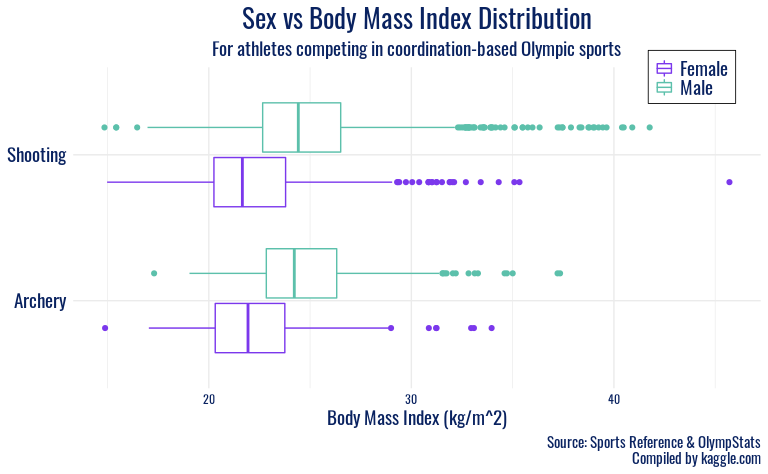 Sex vs Body Mass Index Distribution
For athletes competing in coordination-based Olympic sports
Female
Male
Shooting
Archery
20
30
40
Body Mass Index (kg/m^2)
Source: Sports Reference & OlympStats
Compiled by kaggle.com